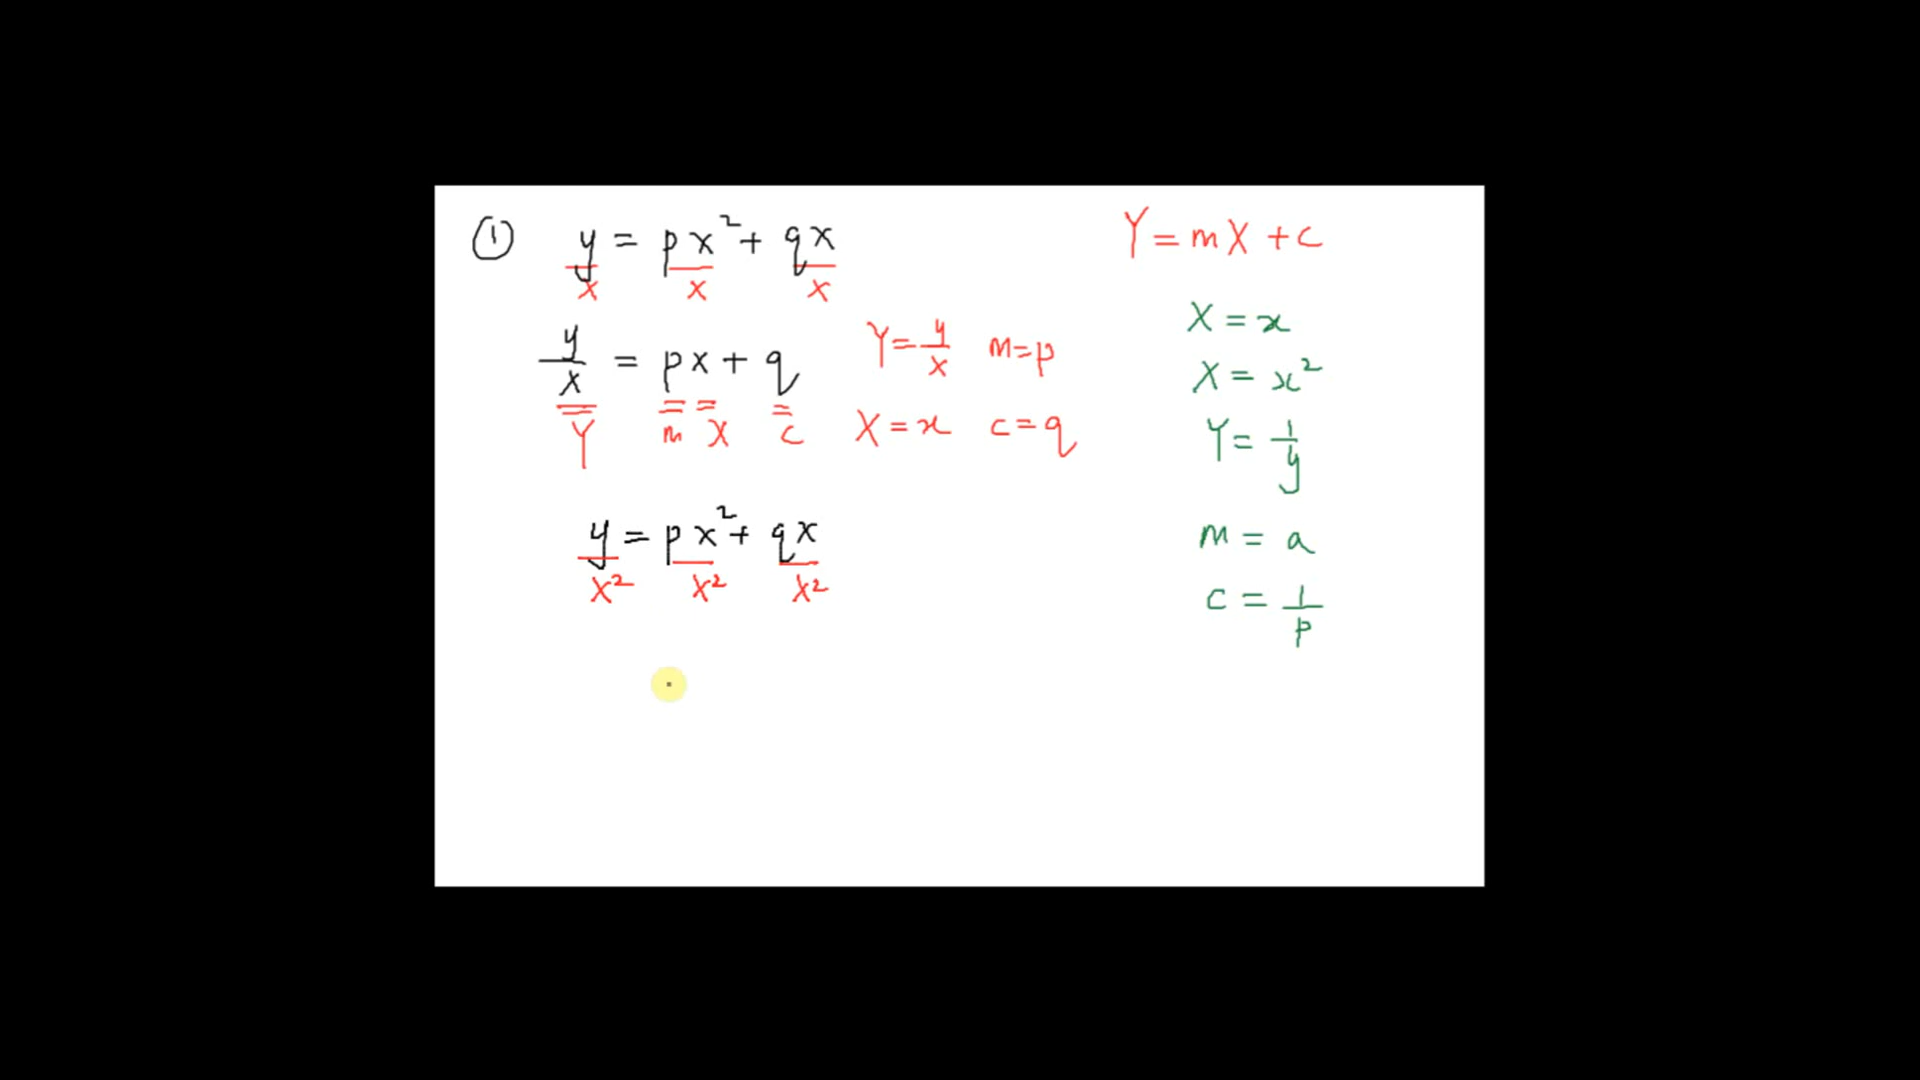 ① y/x = px²/x + qx/x
y/x = px + q
Y m X c
Y = y/x m = p
X = x c = q
y/x² = px²/x² + qx/x²
Y = mX + c
X = x
X = x²
Y = 1/y
m = a
c = 1/p